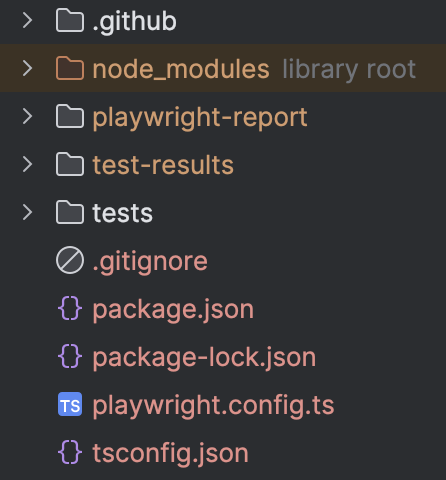 .github
node_modules library root
playwright-report
test-results
tests
.gitignore
{} package.json
{} package-lock.json
TS playwright.config.ts
{} tsconfig.json